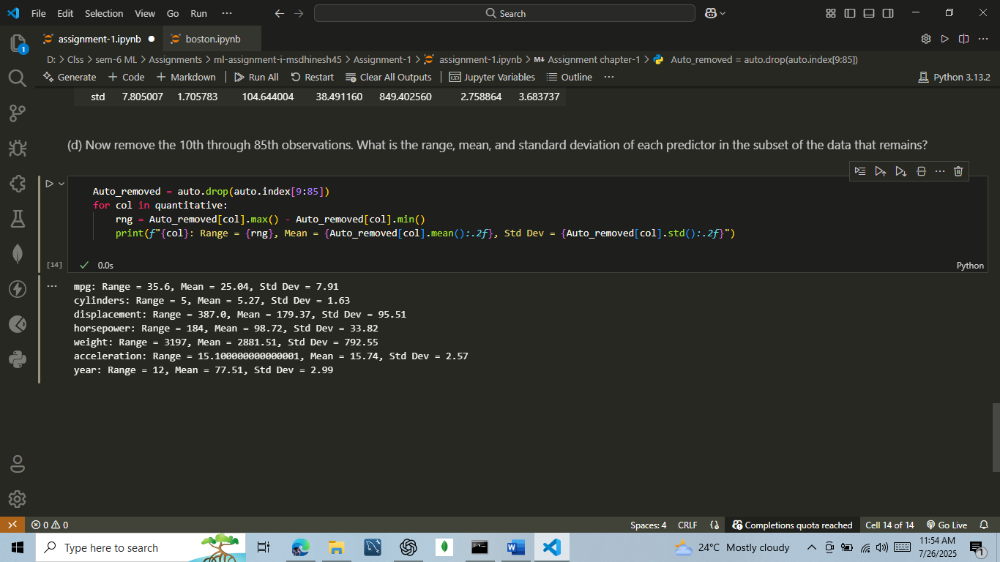 File Edit Selection View Go Run ··· Search
assignment-1.ipynb ● boston.ipynb
D: > Clss > sem-6 ML > Assignments > ml-assignment-i-msdhinesh45 > Assignment-1 > assignment-1.ipynb > M↓ Assignment chapter-1 > Auto_removed = auto.drop(auto.index[9:85])
Generate + Code + Markdown | Run All Restart Clear All Outputs | Jupyter Variables Outline ··· Python 3.13.2
std 7.805007 1.705783 104.644004 38.491160 849.402560 2.758864 3.683737
(d) Now remove the 10th through 85th observations. What is the range, mean, and standard deviation of each predictor in the subset of the data that remains?
Auto_removed = auto.drop(auto.index[9:85])
for col in quantitative:
    rng = Auto_removed[col].max() - Auto_removed[col].min()
    print(f"{col}: Range = {rng}, Mean = {Auto_removed[col].mean():.2f}, Std Dev = {Auto_removed[col].std():.2f}")
[14] ✓ 0.0s Python
mpg: Range = 35.6, Mean = 25.04, Std Dev = 7.91
cylinders: Range = 5, Mean = 5.27, Std Dev = 1.63
displacement: Range = 387.0, Mean = 179.37, Std Dev = 95.51
horsepower: Range = 184, Mean = 98.72, Std Dev = 33.82
weight: Range = 3197, Mean = 2881.51, Std Dev = 792.55
acceleration: Range = 15.100000000000001, Mean = 15.74, Std Dev = 2.57
year: Range = 12, Mean = 77.51, Std Dev = 2.99
0 0 Spaces: 4 CRLF Completions quota reached Cell 14 of 14 Go Live
Type here to search 24°C Mostly cloudy 11:54 AM
7/26/2025 1